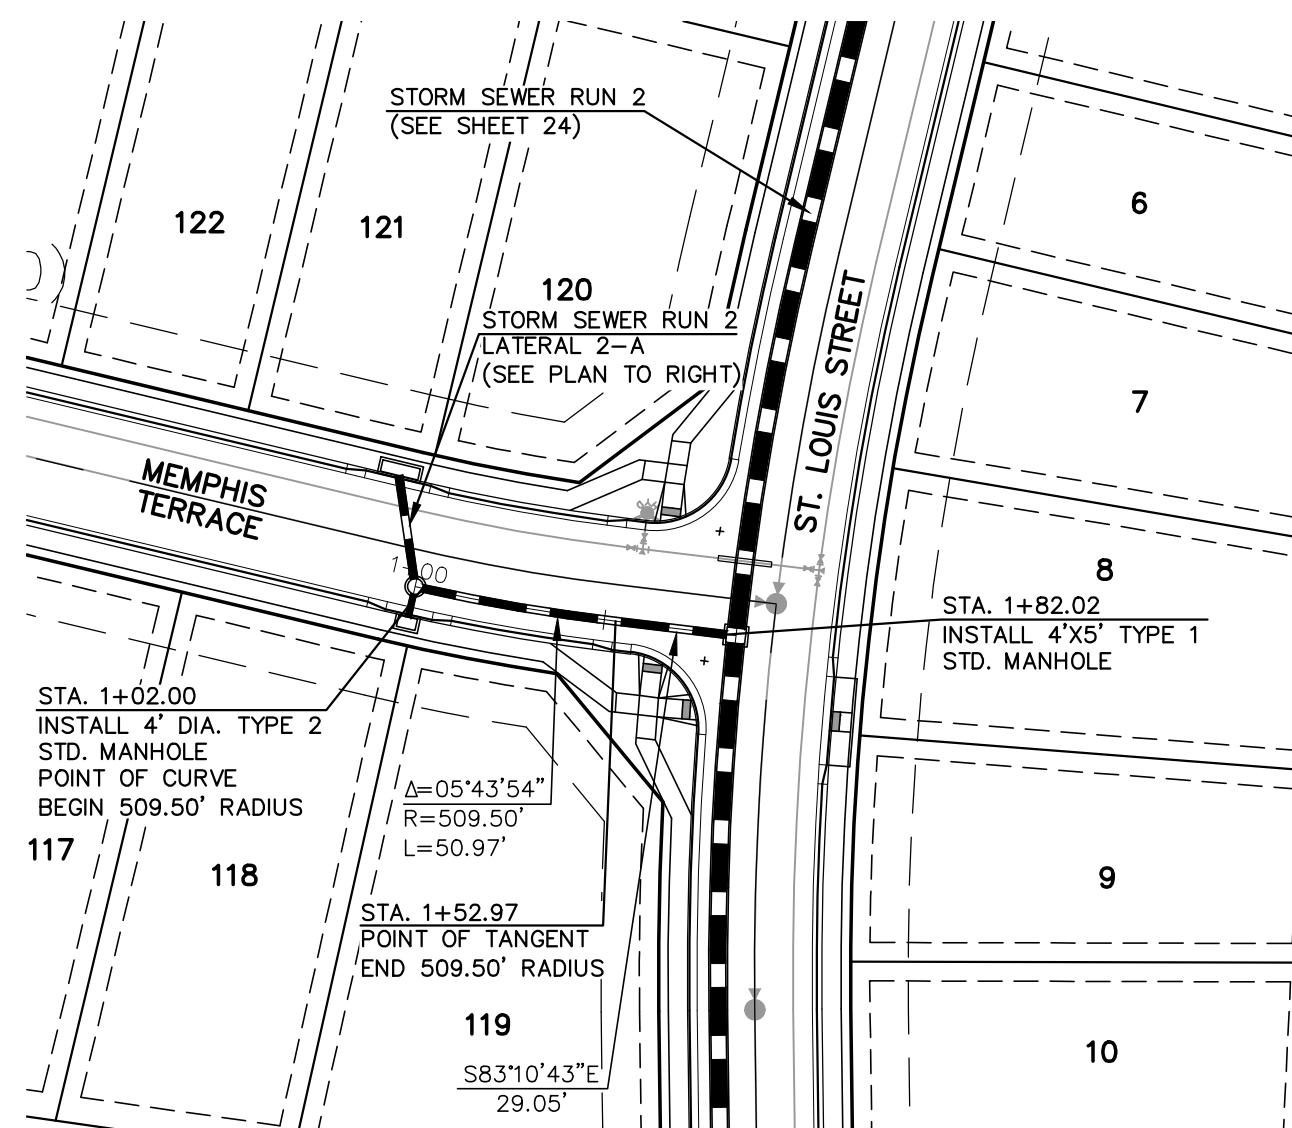 STORM SEWER RUN 2
(SEE SHEET 24)
122
121
120
6
STORM SEWER RUN 2
LATERAL 2-A
(SEE PLAN TO RIGHT)
ST. LOUIS STREET
7
MEMPHIS
TERRACE
8
STA. 1+82.02
INSTALL 4'X5' TYPE 1
STD. MANHOLE
STA. 1+02.00
INSTALL 4' DIA. TYPE 2
STD. MANHOLE
POINT OF CURVE
BEGIN 509.50' RADIUS
Δ=05°43'54"
R=509.50'
L=50.97'
117
118
9
STA. 1+52.97
POINT OF TANGENT
END 509.50' RADIUS
119
10
S83°10'43"E
29.05'